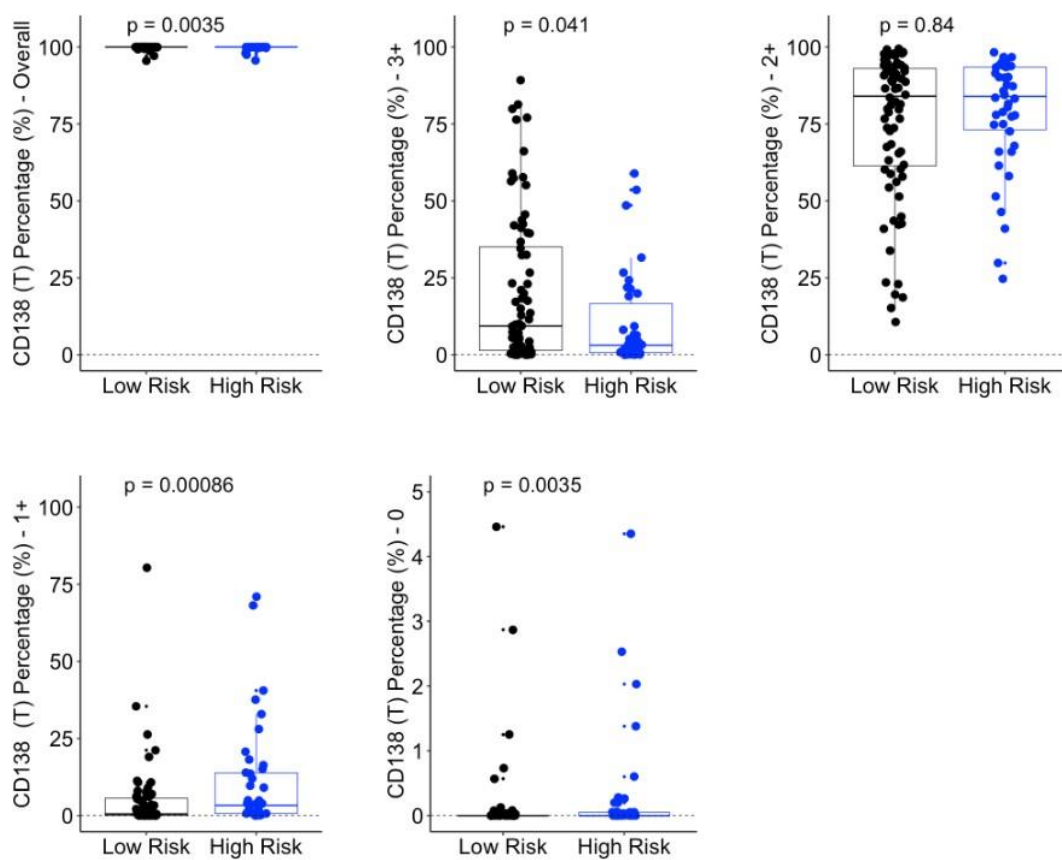 p = 0.0035
CD138 (T) Percentage (%) - Overall
100
75
50
25
0
Low Risk
High Risk
p = 0.041
CD138 (T) Percentage (%) - 3+
100
75
50
25
0
Low Risk
High Risk
p = 0.84
CD138 (T) Percentage (%) - 2+
100
75
50
25
0
Low Risk
High Risk
p = 0.00086
CD138 (T) Percentage (%) - 1+
100
75
50
25
0
Low Risk
High Risk
p = 0.0035
CD138 (T) Percentage (%) - 0
5
4
3
2
1
0
Low Risk
High Risk